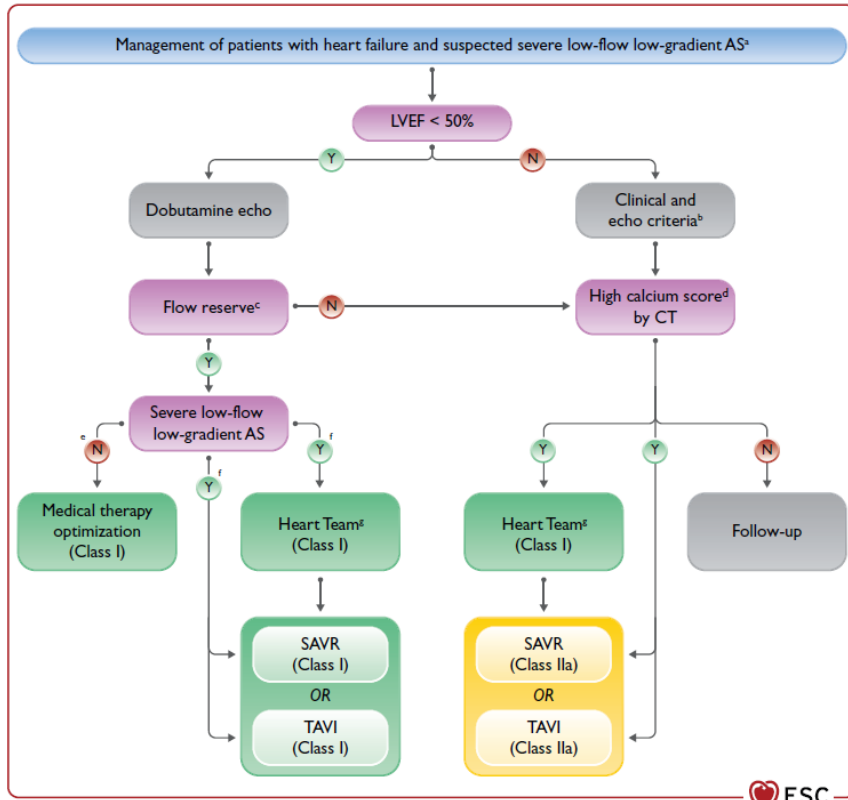 Management of patients with heart failure and suspected severe low-flow low-gradient ASᵃ
LVEF < 50%
Y
N
Dobutamine echo
Clinical and
echo criteriaᵇ
Flow reserveᶜ
N
High calcium scoreᵈ
by CT
Y
Severe low-flow
low-gradient AS
e
N
f
Y
f
Y
Y
Y
N
Medical therapy
optimization
(Class I)
Heart Teamᵍ
(Class I)
Heart Teamᵍ
(Class I)
Follow-up
SAVR
(Class I)
OR
TAVI
(Class I)
SAVR
(Class IIa)
OR
TAVI
(Class IIa)
ESC